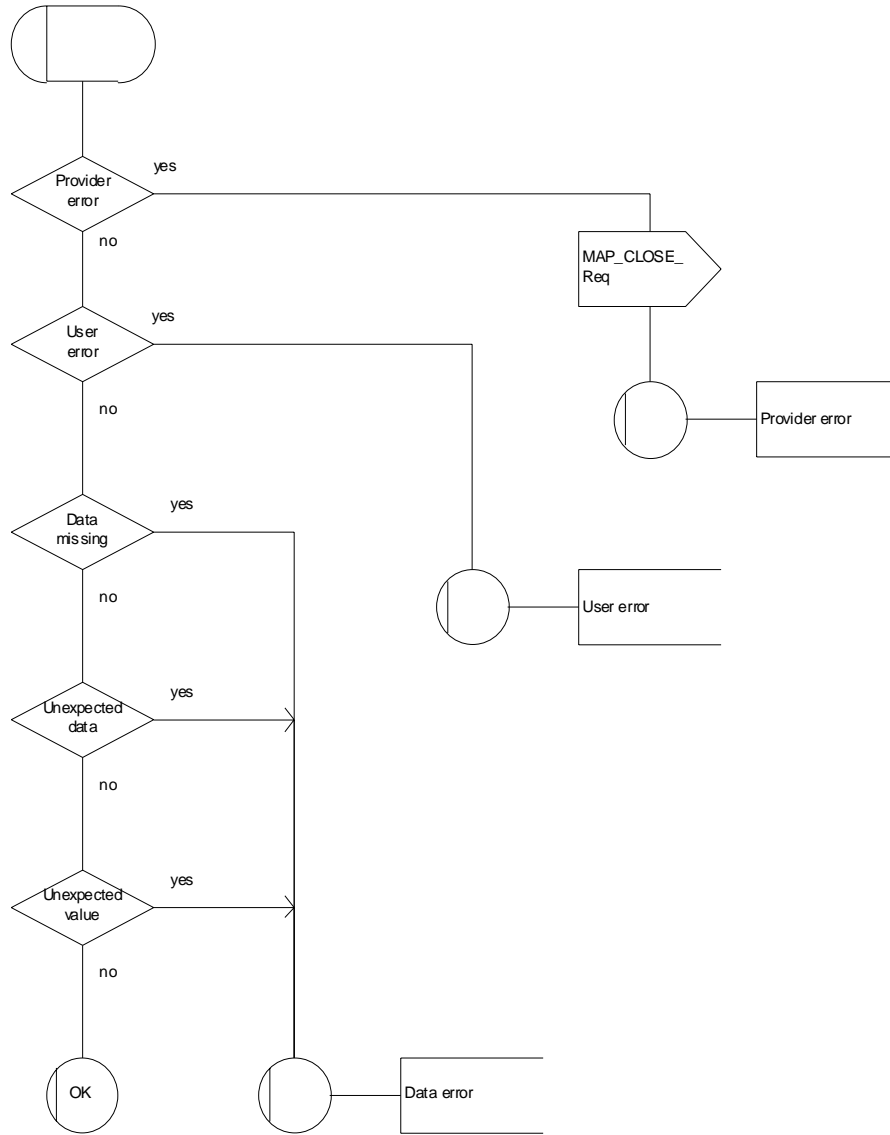 yes
Provider
error
no
MAP_CLOSE_
Req
yes
User
error
no
Provider error
yes
Data
missing
no
User error
yes
Unexpected
data
no
yes
Unexpected
value
no
OK
Data error